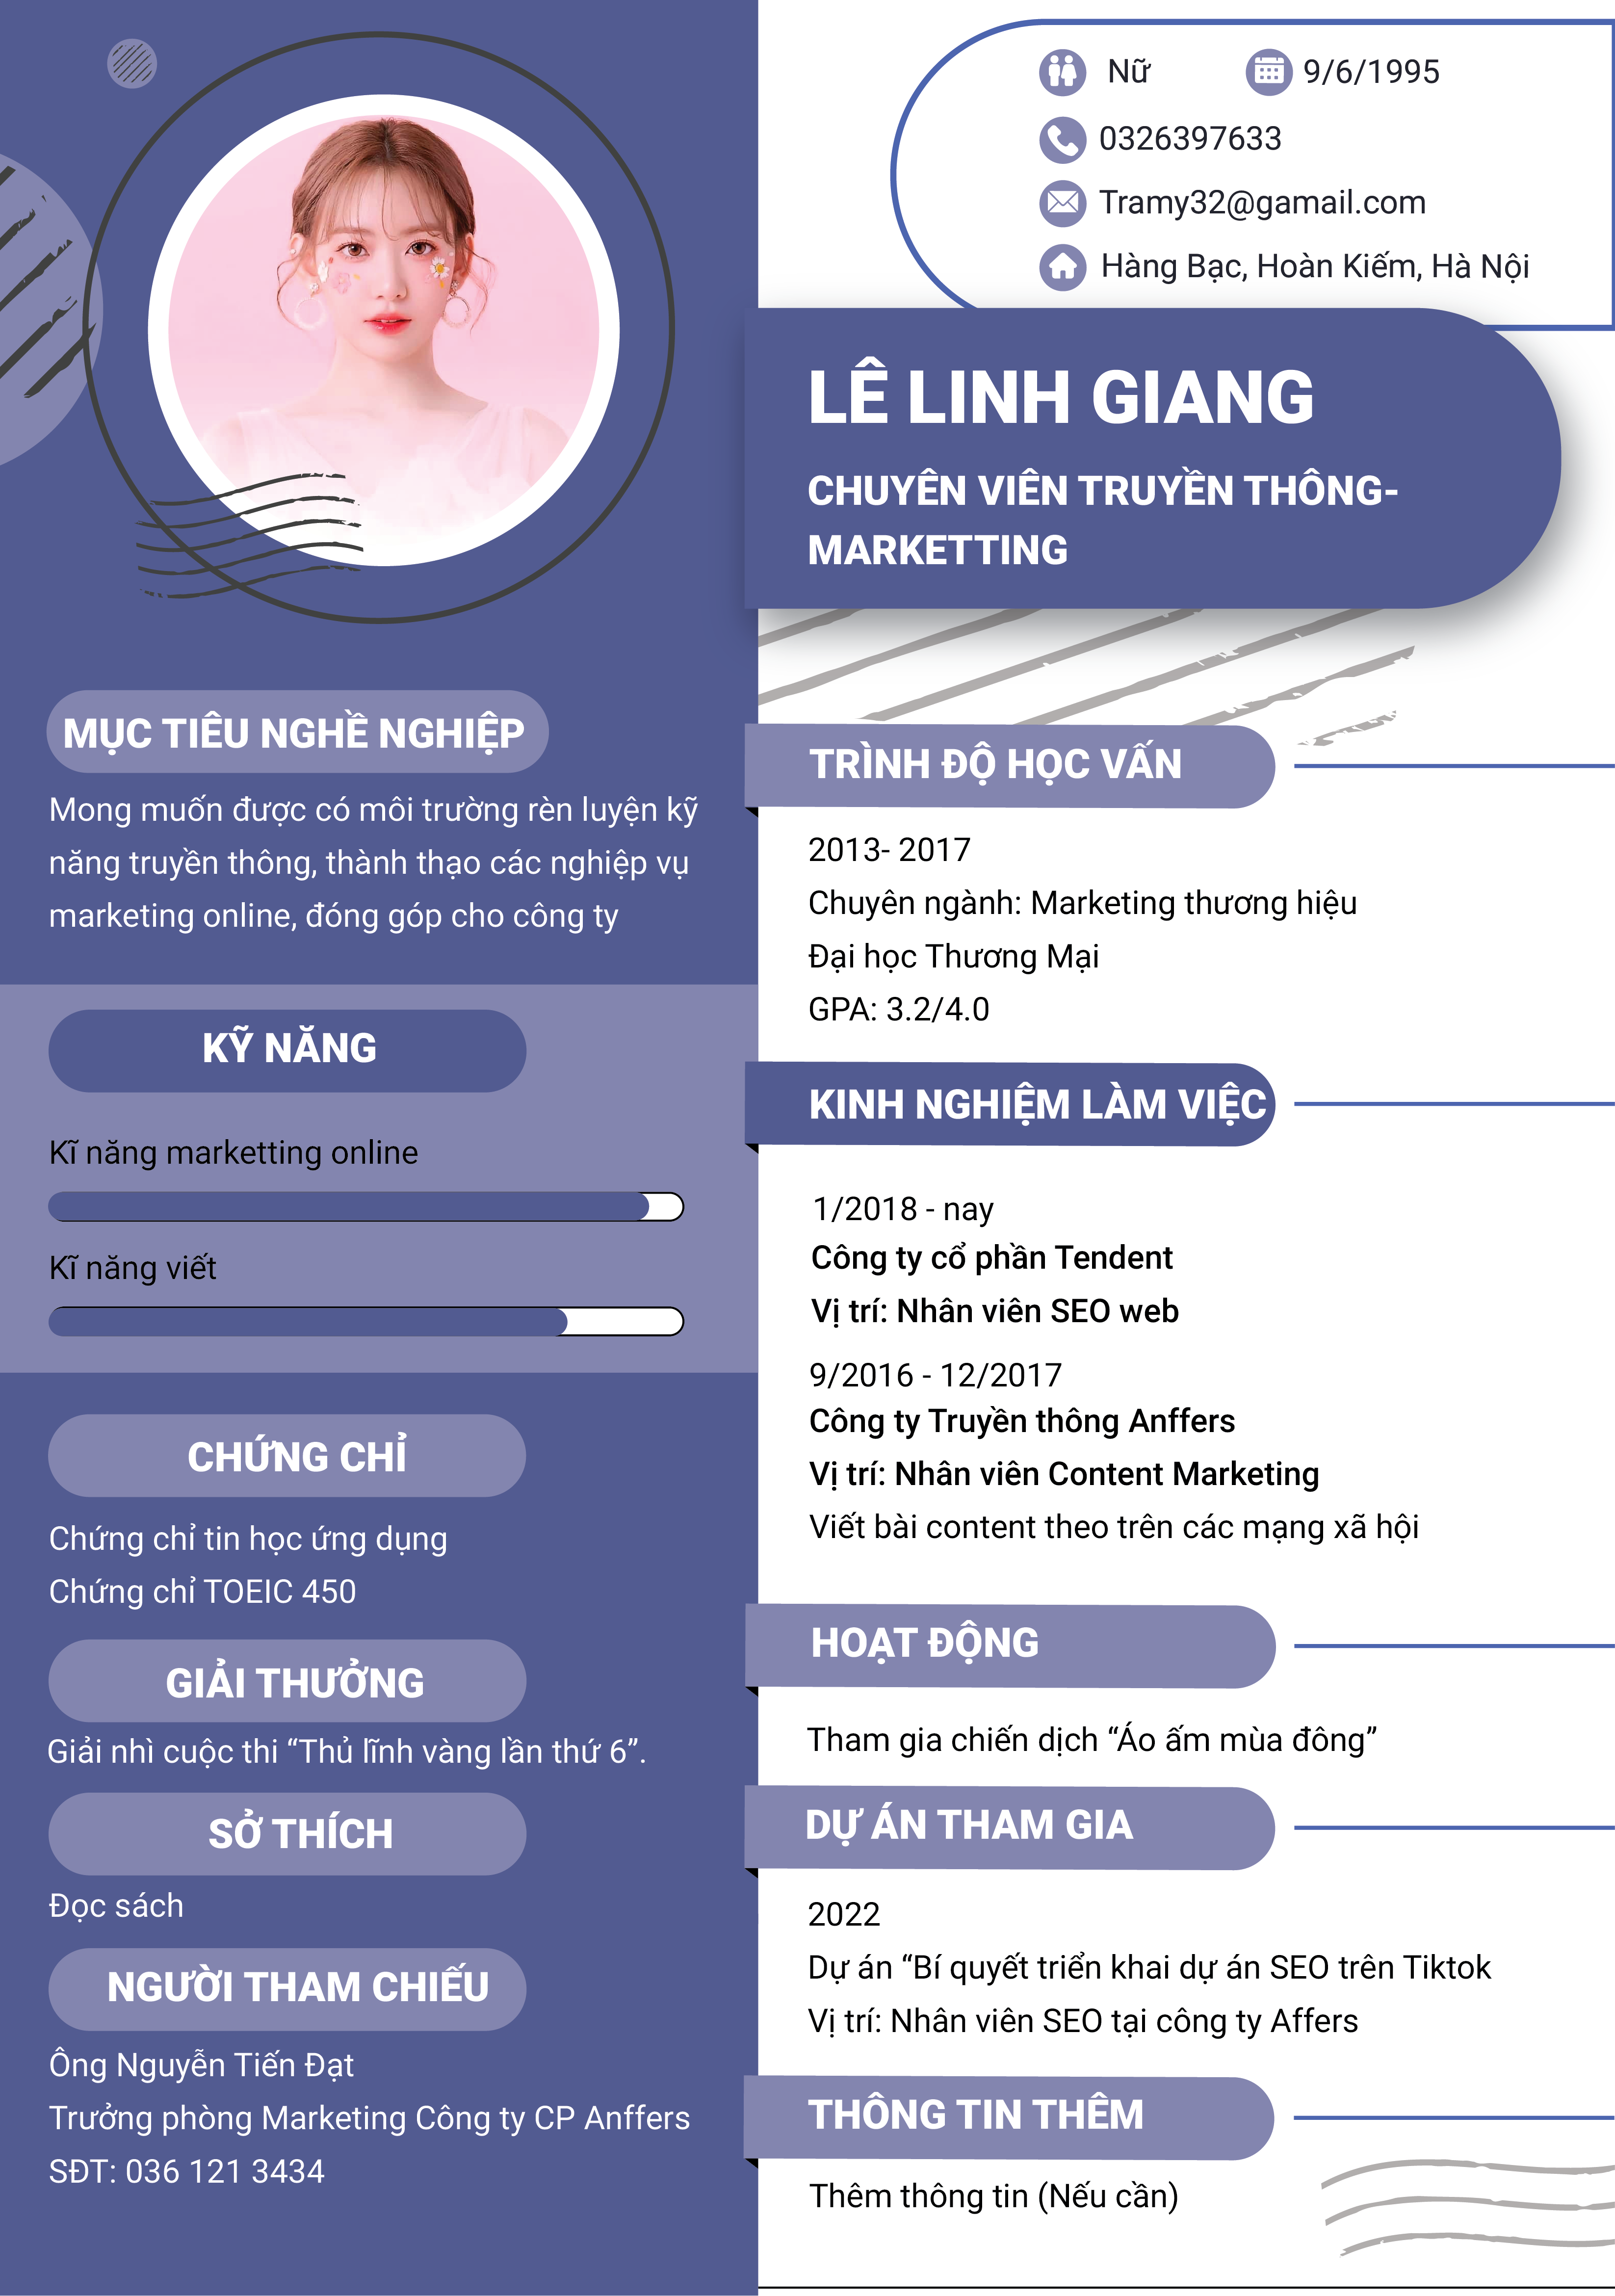 Nữ
9/6/1995
0326397633
Tramy32@gamail.com
Hàng Bạc, Hoàn Kiếm, Hà Nội
LÊ LINH GIANG
CHUYÊN VIÊN TRUYỀN THÔNG-
MARKETTING
MỤC TIÊU NGHỀ NGHIỆP
Mong muốn được có môi trường rèn luyện kỹ
năng truyền thông, thành thạo các nghiệp vụ
marketing online, đóng góp cho công ty
KỸ NĂNG
Kĩ năng marketting online
Kĩ năng viết
CHỨNG CHỈ
Chứng chỉ tin học ứng dụng
Chứng chỉ TOEIC 450
GIẢI THƯỞNG
Giải nhì cuộc thi “Thủ lĩnh vàng lần thứ 6”.
SỞ THÍCH
Đọc sách
NGƯỜI THAM CHIẾU
Ông Nguyễn Tiến Đạt
Trưởng phòng Marketing Công ty CP Anffers
SĐT: 036 121 3434
TRÌNH ĐỘ HỌC VẤN
2013- 2017
Chuyên ngành: Marketing thương hiệu
Đại học Thương Mại
GPA: 3.2/4.0
KINH NGHIỆM LÀM VIỆC
1/2018 - nay
Công ty cổ phần Tendent
Vị trí: Nhân viên SEO web
9/2016 - 12/2017
Công ty Truyền thông Anffers
Vị trí: Nhân viên Content Marketing
Viết bài content theo trên các mạng xã hội
HOẠT ĐỘNG
Tham gia chiến dịch “Áo ấm mùa đông”
DỰ ÁN THAM GIA
2022
Dự án “Bí quyết triển khai dự án SEO trên Tiktok
Vị trí: Nhân viên SEO tại công ty Affers
THÔNG TIN THÊM
Thêm thông tin (Nếu cần)